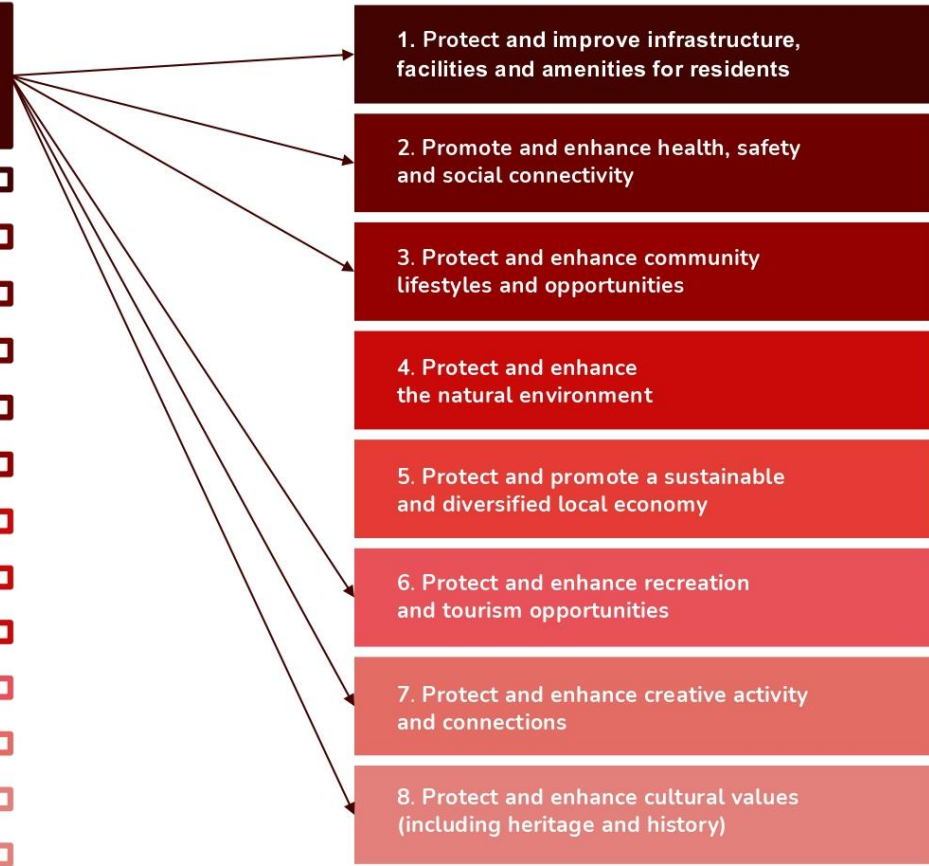 1. Protect and improve infrastructure,
facilities and amenities for residents
2. Promote and enhance health, safety
and social connectivity
3. Protect and enhance community
lifestyles and opportunities
4. Protect and enhance
the natural environment
5. Protect and promote a sustainable
and diversified local economy
6. Protect and enhance recreation
and tourism opportunities
7. Protect and enhance creative activity
and connections
8. Protect and enhance cultural values
(including heritage and history)